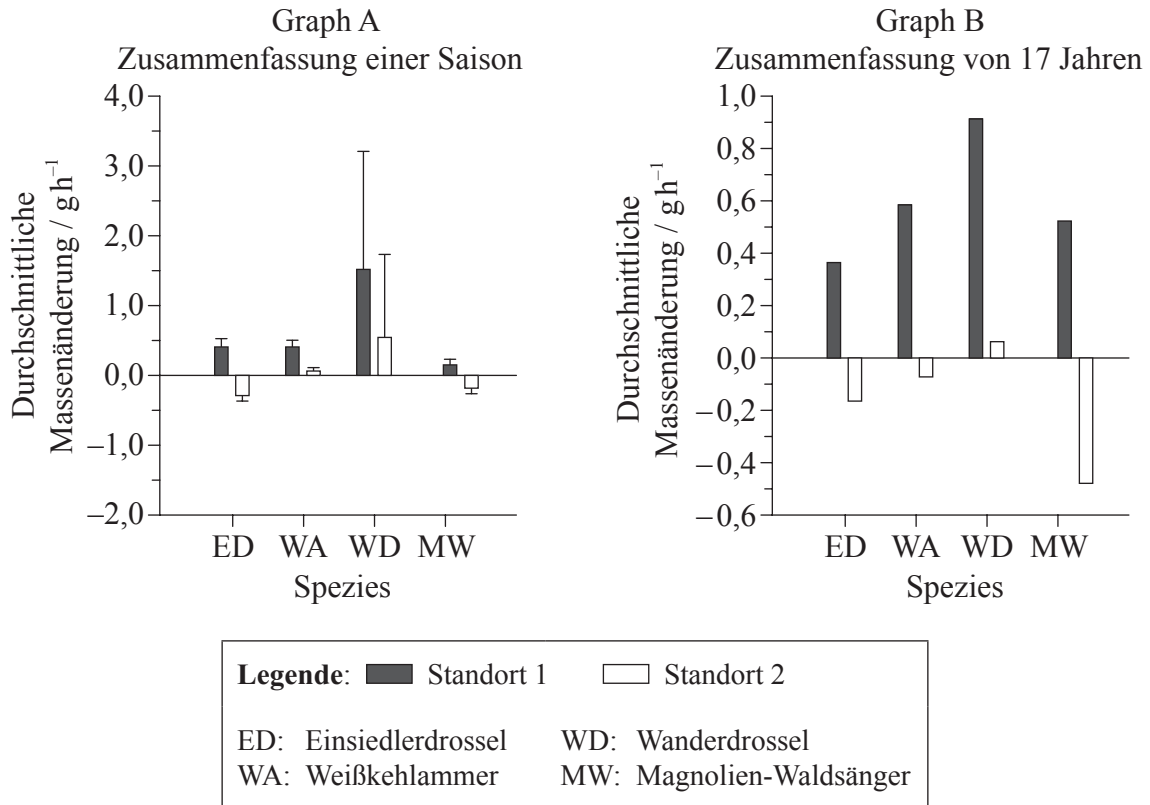 Graph A
Zusammenfassung einer Saison
4,0
3,0
2,0
1,0
0,0
–1,0
–2,0
Durchschnittliche
Massenänderung / g h⁻¹
ED WA WD MW
Spezies
Graph B
Zusammenfassung von 17 Jahren
1,0
0,8
0,6
0,4
0,2
0,0
–0,2
–0,4
–0,6
Durchschnittliche
Massenänderung / g h⁻¹
ED WA WD MW
Spezies
Legende: Standort 1 Standort 2
ED: Einsiedlerdrossel WD: Wanderdrossel
WA: Weißkehlammer MW: Magnolien-Waldsänger